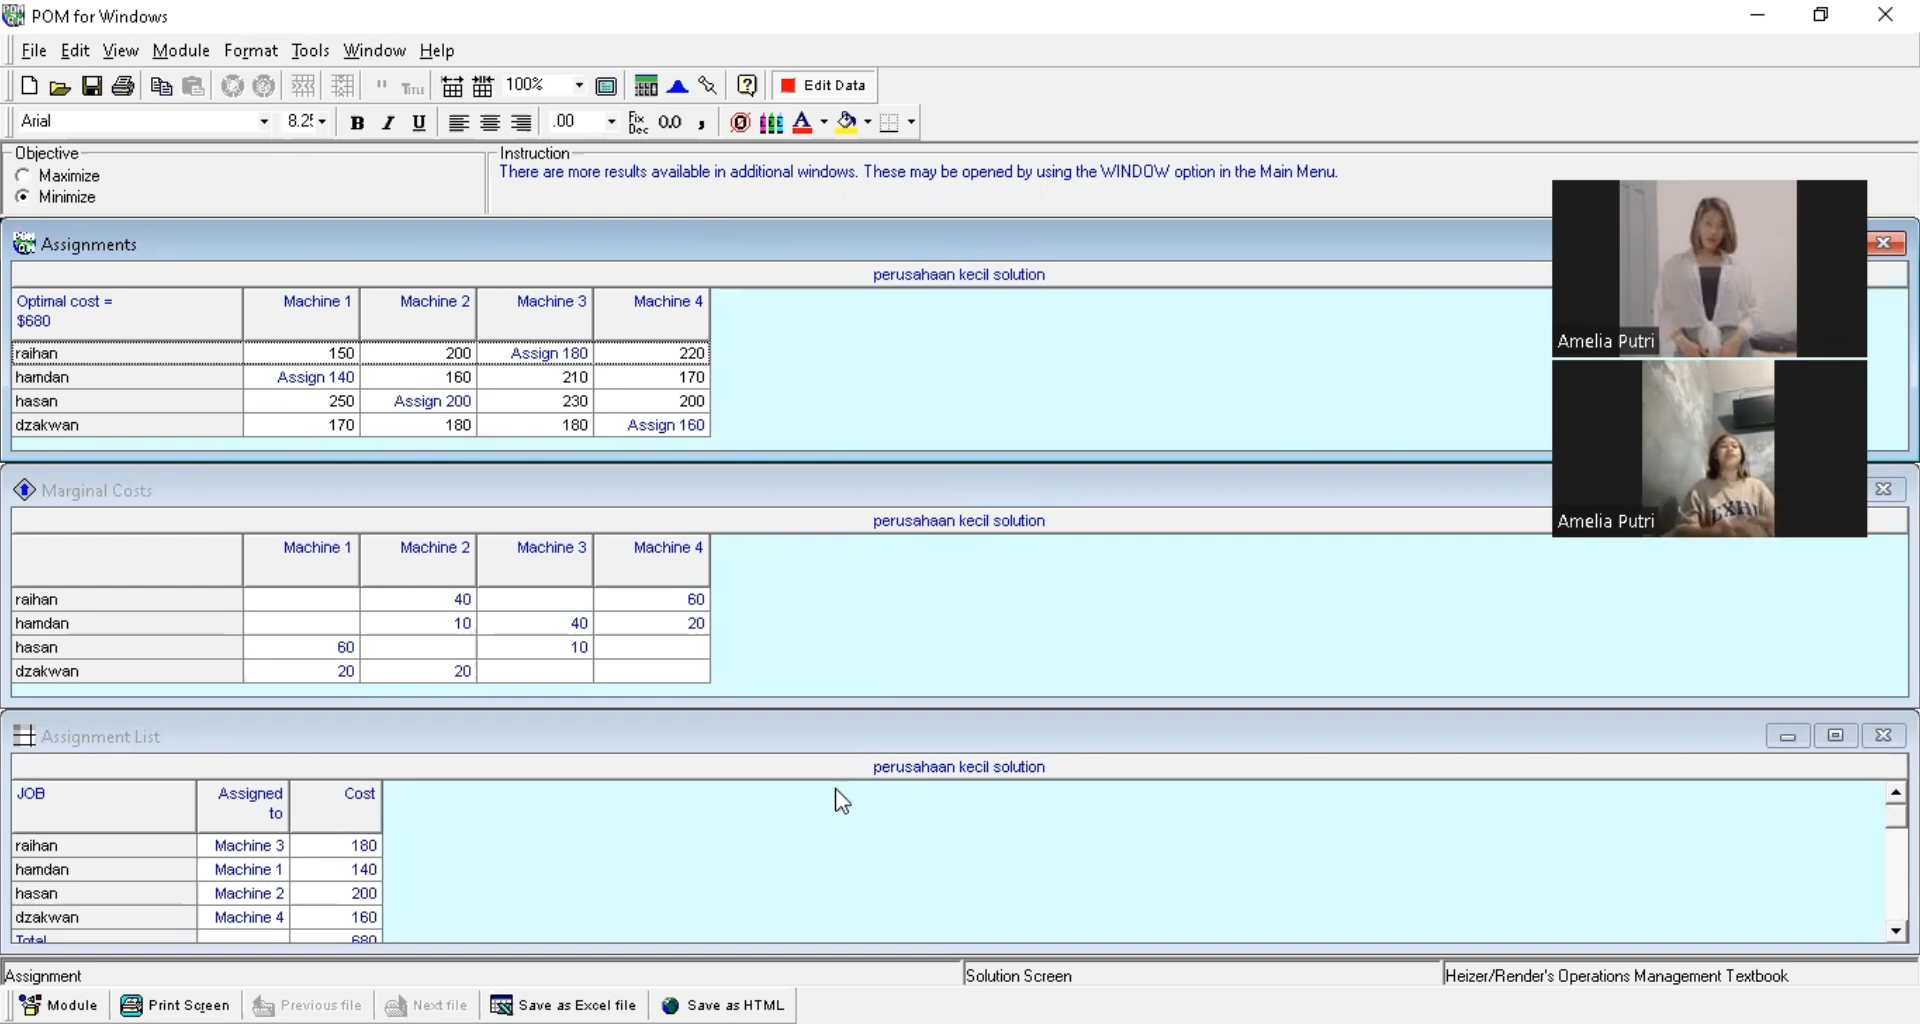 POM for Windows
File Edit View Module Format Tools Window Help
TITLE 100% Edit Data
Arial 8.2 B I U .00 Fix Dec 0.0 , A
Objective
Maximize
Minimize
Instruction
There are more results available in additional windows. These may be opened by using the WINDOW option in the Main Menu.
Assignments
perusahaan kecil solution
Optimal cost = $680 Machine 1 Machine 2 Machine 3 Machine 4
raihan 150 200 Assign 180 220
hamdan Assign 140 160 210 170
hasan 250 Assign 200 230 200
dzakwan 170 180 180 Assign 160
Amelia Putri
Amelia Putri
Marginal Costs
perusahaan kecil solution
Machine 1 Machine 2 Machine 3 Machine 4
raihan 40 60
hamdan 10 40 20
hasan 60 10
dzakwan 20 20
Assignment List
perusahaan kecil solution
JOB Assigned to Cost
raihan Machine 3 180
hamdan Machine 1 140
hasan Machine 2 200
dzakwan Machine 4 160
Total 680
Assignment Solution Screen Heizer/Render's Operations Management Textbook
Module Print Screen Previous file Next file Save as Excel file Save as HTML